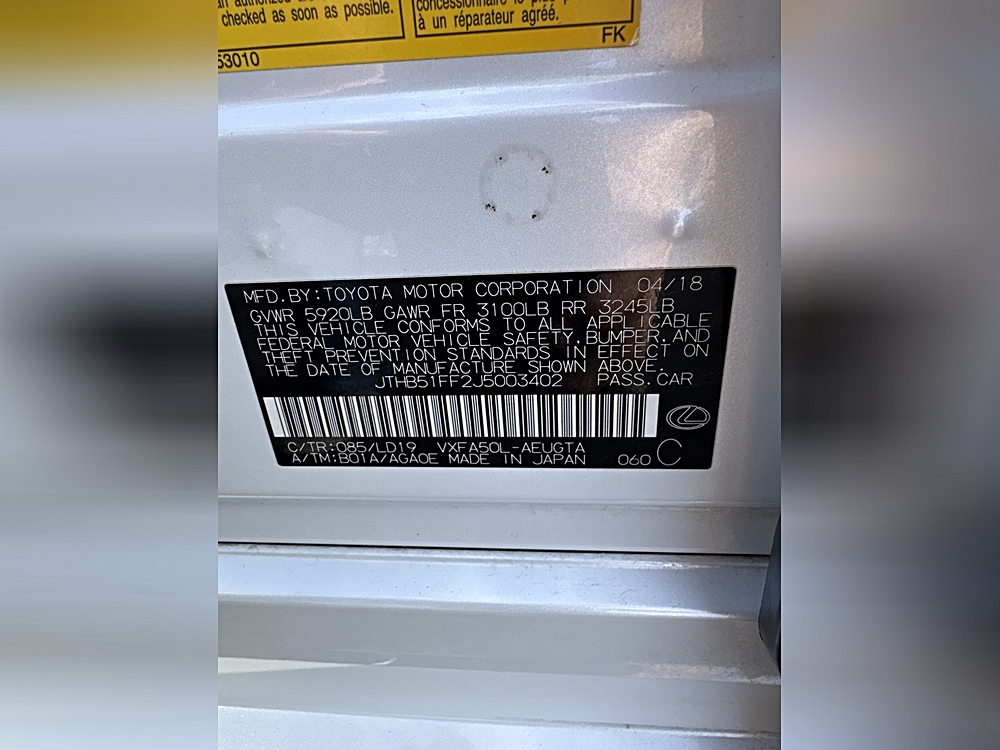 checked as soon as possible.
à un réparateur agréé.
FK
53010
MFD.BY:TOYOTA MOTOR CORPORATION 04/18
GVWR 5920LB GAWR FR 3100LB RR 3245LB
THIS VEHICLE CONFORMS TO ALL APPLICABLE
FEDERAL MOTOR VEHICLE SAFETY,BUMPER,AND
THEFT PREVENTION STANDARDS IN EFFECT ON
THE DATE OF MANUFACTURE SHOWN ABOVE.
JTHB51FF2J5003402 PASS.CAR
C/TR:085/LD19 VXFA50L-AEUGTA
A/TM:B01A/AGA0E MADE IN JAPAN 060 C